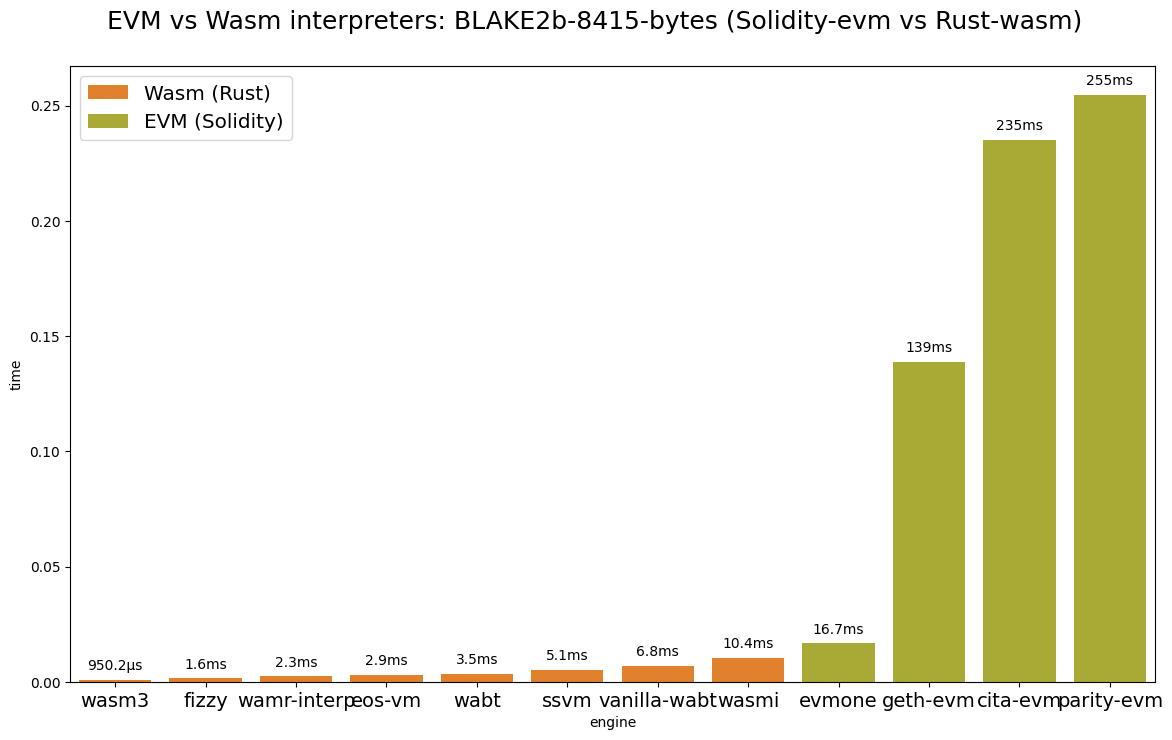 EVM vs Wasm interpreters: BLAKE2b-8415-bytes (Solidity-evm vs Rust-wasm)
Wasm (Rust)
EVM (Solidity)
255ms
235ms
139ms
16.7ms
10.4ms
6.8ms
5.1ms
3.5ms
2.9ms
2.3ms
1.6ms
950.2µs
0.25
0.20
0.15
0.10
0.05
0.00
time
wasm3 fizzy wamr-interp eos-vm wabt ssvm vanilla-wabt wasmi evmone geth-evm cita-evm parity-evm
engine